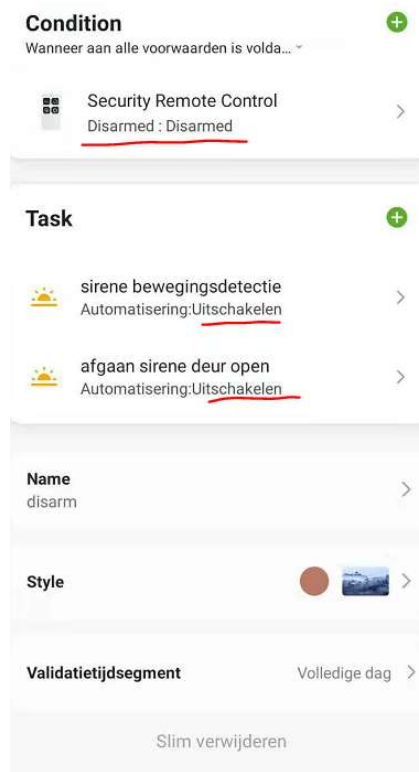 Condition
Wanneer aan alle voorwaarden is volda...
Security Remote Control
Disarmed : Disarmed
Task
sirene bewegingsdetectie
Automatisering:Uitschakelen
afgaan sirene deur open
Automatisering:Uitschakelen
Name
disarm
Style
Validatietijdsegment Volledige dag
Slim verwijderen